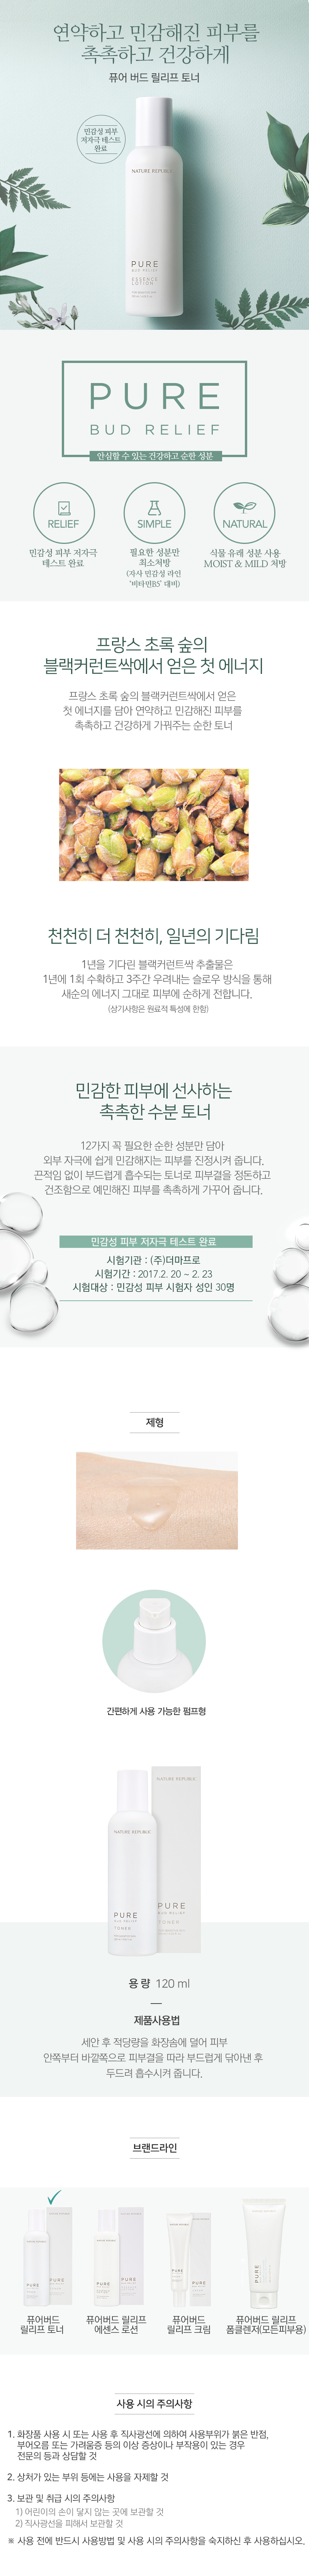 연약하고 민감해진 피부를
촉촉하고 건강하게
퓨어 버드 릴리프 토너
민감성 피부
저자극 테스트
완료
NATURE REPUBLIC
PURE
BUD RELIEF
ESSENCE
LOTION
PURE
BUD RELIEF
안심할 수 있는 건강하고 순한 성분
RELIEF
민감성 피부 저자극
테스트 완료
SIMPLE
필요한 성분만
최소처방
(자사 민감성 라인
'비타민B5' 대비)
NATURAL
식물 유래 성분 사용
MOIST & MILD 처방
프랑스 초록 숲의
블랙커런트싹에서 얻은 첫 에너지
프랑스 초록 숲의 블랙커런트싹에서 얻은
첫 에너지를 담아 연약하고 민감해진 피부를
촉촉하고 건강하게 가꿔주는 순한 토너
천천히 더 천천히, 일년의 기다림
1년을 기다린 블랙커런트싹 추출물은
1년에 1회 수확하고 3주간 우려내는 슬로우 방식을 통해
새순의 에너지 그대로 피부에 순하게 전합니다.
(상기사항은 원료적 특성에 한함)
민감한 피부에 선사하는
촉촉한 수분 토너
12가지 꼭 필요한 순한 성분만 담아
외부 자극에 쉽게 민감해지는 피부를 진정시켜 줍니다.
끈적임 없이 부드럽게 흡수되는 토너로 피부결을 정돈하고
건조함으로 예민해진 피부를 촉촉하게 가꾸어 줍니다.
민감성 피부 저자극 테스트 완료
시험기관 : (주)더마프로
시험기간 : 2017.2. 20 ~ 2. 23
시험대상 : 민감성 피부 시험자 성인 30명
제형
간편하게 사용 가능한 펌프형
NATURE REPUBLIC
PURE
BUD RELIEF
TONER
NATURE REPUBLIC
PURE
BUD RELIEF
TONER
용 량 120 ml
제품사용법
세안 후 적당량을 화장솜에 덜어 피부
안쪽부터 바깥쪽으로 피부결을 따라 부드럽게 닦아낸 후
두드려 흡수시켜 줍니다.
브랜드라인
PURE
PURE
PURE
PURE
PURE
PURE
PURE
퓨어버드
릴리프 토너
퓨어버드 릴리프
에센스 로션
퓨어버드
릴리프 크림
퓨어버드 릴리프
폼클렌저(모든피부용)
사용 시의 주의사항
1. 화장품 사용 시 또는 사용 후 직사광선에 의하여 사용부위가 붉은 반점,
부어오름 또는 가려움증 등의 이상 증상이나 부작용이 있는 경우
전문의 등과 상담할 것
2. 상처가 있는 부위 등에는 사용을 자제할 것
3. 보관 및 취급 시의 주의사항
1) 어린이의 손이 닿지 않는 곳에 보관할 것
2) 직사광선을 피해서 보관할 것
※ 사용 전에 반드시 사용방법 및 사용 시의 주의사항을 숙지하신 후 사용하십시오.